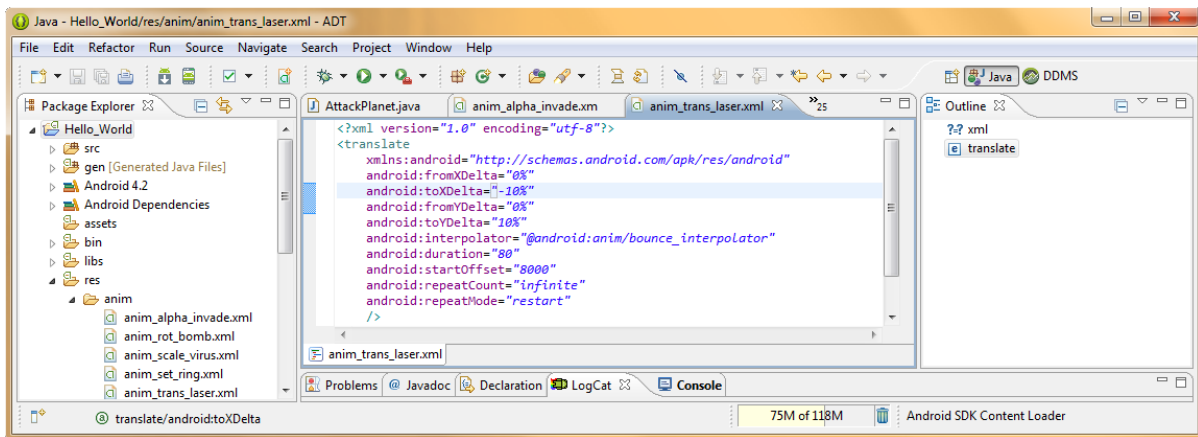 Java - Hello_World/res/anim/anim_trans_laser.xml - ADT
File Edit Refactor Run Source Navigate Search Project Window Help
Java DDMS
Package Explorer
Hello_World
src
gen [Generated Java Files]
Android 4.2
Android Dependencies
assets
bin
libs
res
anim
anim_alpha_invade.xml
anim_rot_bomb.xml
anim_scale_virus.xml
anim_set_ring.xml
anim_trans_laser.xml
AttackPlanet.java anim_alpha_invade.xm anim_trans_laser.xml »25
<?xml version="1.0" encoding="utf-8"?>
<translate
xmlns:android="http://schemas.android.com/apk/res/android"
android:fromXDelta="0%"
android:toXDelta="-10%"
android:fromYDelta="0%"
android:toYDelta="10%"
android:interpolator="@android:anim/bounce_interpolator"
android:duration="80"
android:startOffset="8000"
android:repeatCount="infinite"
android:repeatMode="restart"
/>
anim_trans_laser.xml
Outline
?=? xml
e translate
Problems @ Javadoc Declaration LogCat Console
translate/android:toXDelta
75M of 118M
Android SDK Content Loader